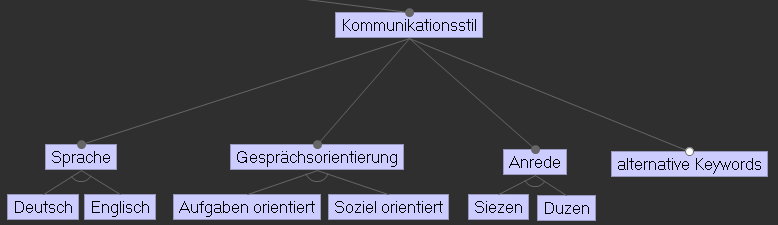 Kommunikationsstil
Sprache
Gesprächsorientierung
Anrede
alternative Keywords
Deutsch
Englisch
Aufgaben orientiert
Soziel orientiert
Siezen
Duzen